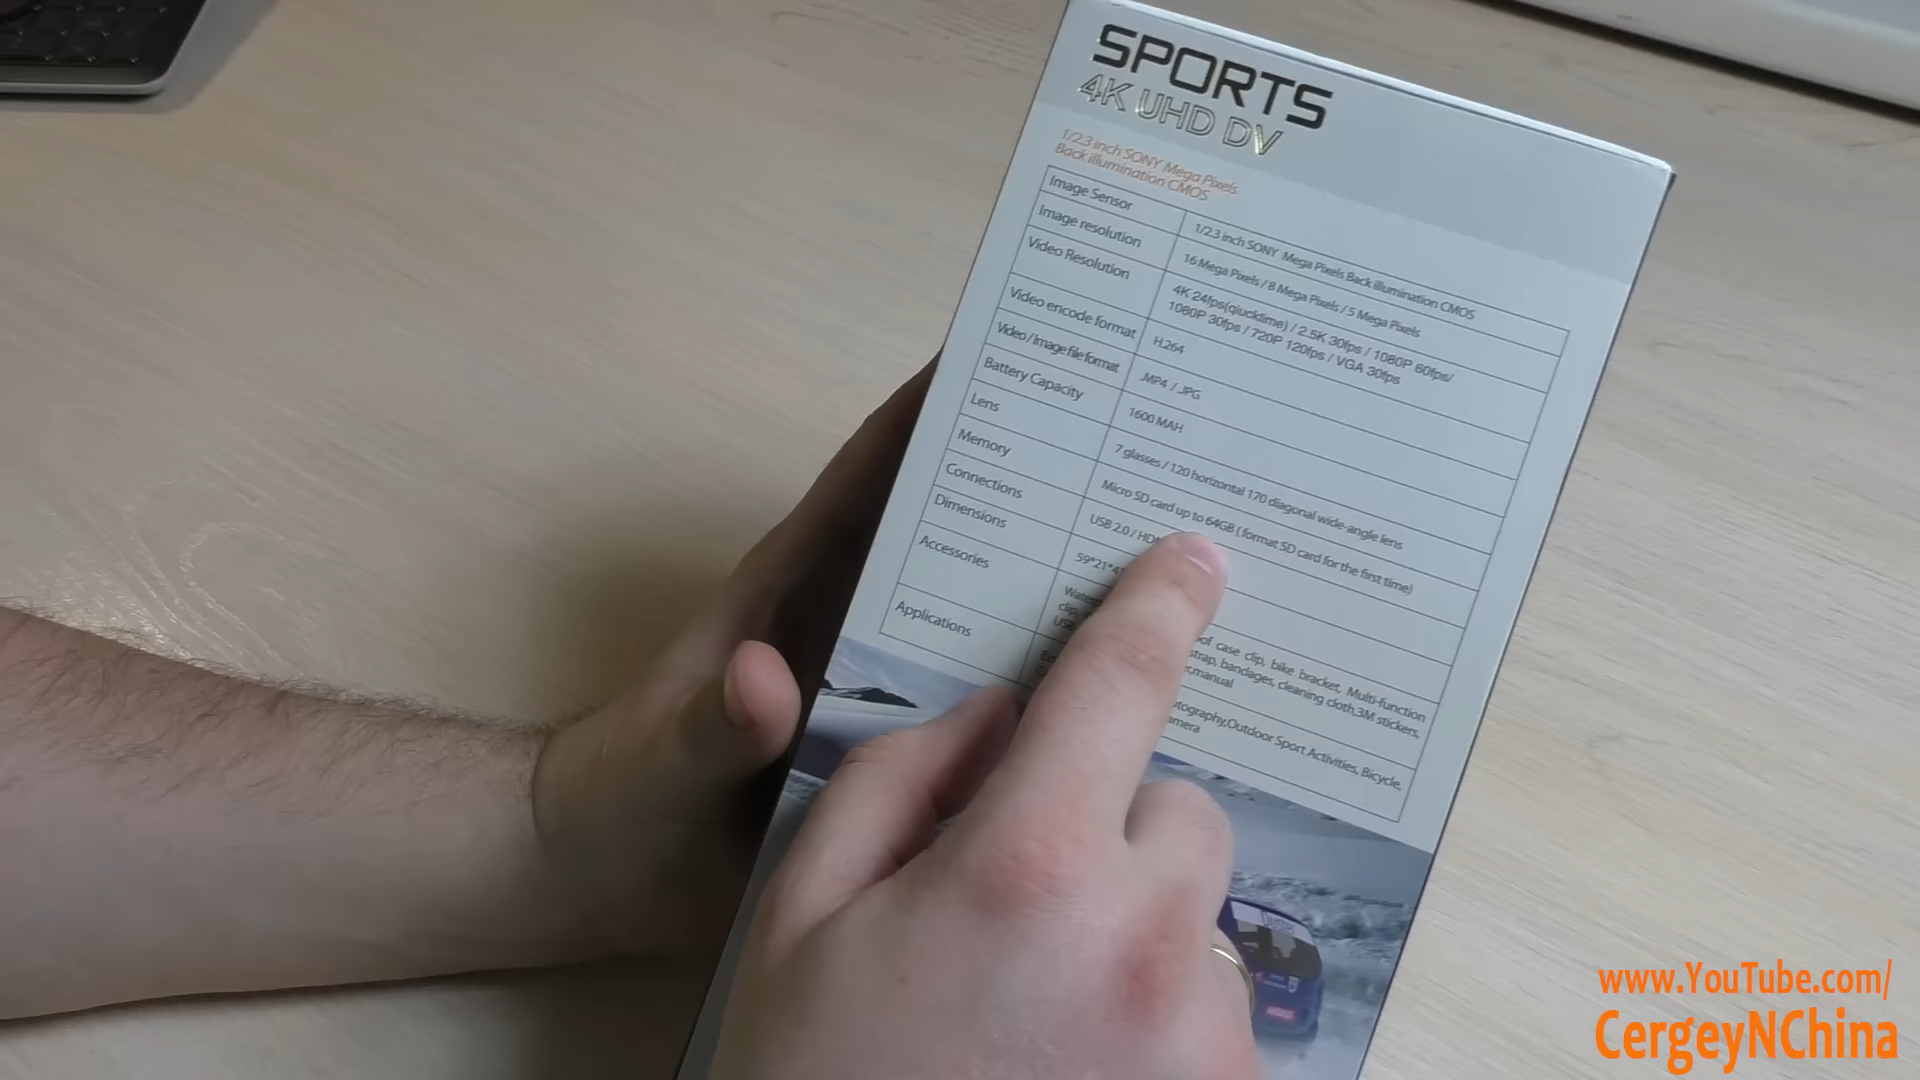 SPORTS
4K UHD DV
1/2.3 inch SONY Mega Pixels
Back illumination CMOS
Image Sensor
1/2.3 inch SONY Mega Pixels Back illumination CMOS
Image resolution
16 Mega Pixels / 8 Mega Pixels / 5 Mega Pixels
Video Resolution
4K 24fps(qiucktime) / 2.5K 30fps / 1080P 60fps/
1080P 30fps / 720P 120fps / VGA 30fps
Video encode format
H.264
Video / Image file format
.MP4 / .JPG
Battery Capacity
1600 MAH
Lens
7 glasses / 120 horizontal 170 diagonal wide-angle lens
Memory
Micro SD card up to 64GB ( format SD card for the first time)
Connections
USB 2.0 /
Dimensions
Accessories
case clip, bike bracket, Multi-function
clip, bandages, cleaning cloth,3M stickers,
manual
Applications
Outdoor Sport Activities, Bicycle,
www.YouTube.com/
CergeyNChina